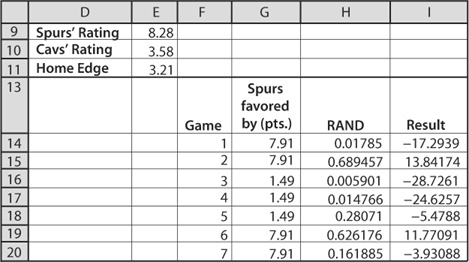 D E F G H I
9 Spurs' Rating 8.28
10 Cavs' Rating 3.58
11 Home Edge 3.21
13 Spurs
favored
Game by (pts.) RAND Result
14 1 7.91 0.01785 −17.2939
15 2 7.91 0.689457 13.84174
16 3 1.49 0.005901 −28.7261
17 4 1.49 0.014766 −24.6257
18 5 1.49 0.28071 −5.4788
19 6 7.91 0.626176 11.77091
20 7 7.91 0.161885 −3.93088